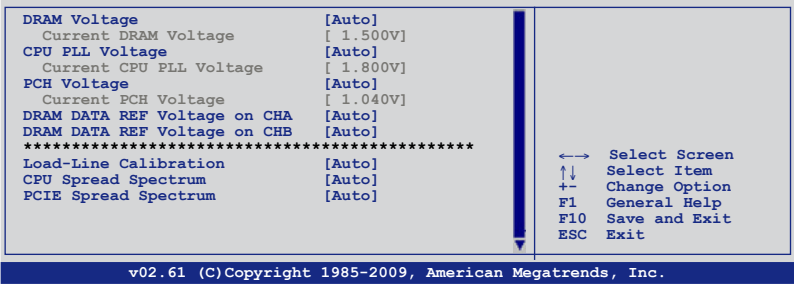 DRAM Voltage [Auto]
Current DRAM Voltage [ 1.500V]
CPU PLL Voltage [Auto]
Current CPU PLL Voltage [ 1.800V]
PCH Voltage [Auto]
Current PCH Voltage [ 1.040V]
DRAM DATA REF Voltage on CHA [Auto]
DRAM DATA REF Voltage on CHB [Auto]
***********************************************
Load-Line Calibration [Auto]
CPU Spread Spectrum [Auto]
PCIE Spread Spectrum [Auto]
←→ Select Screen
↑↓ Select Item
+- Change Option
F1 General Help
F10 Save and Exit
ESC Exit
v02.61 (C)Copyright 1985-2009, American Megatrends, Inc.